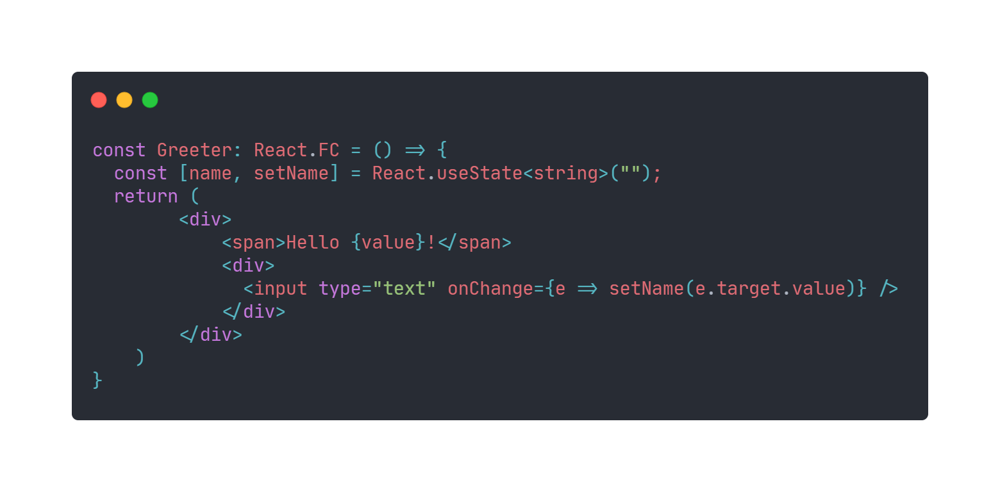 const Greeter: React.FC = () => {
  const [name, setName] = React.useState<string>("");
  return (
        <div>
            <span>Hello {value}!</span>
            <div>
              <input type="text" onChange={e => setName(e.target.value)} />
            </div>
        </div>
    )
}